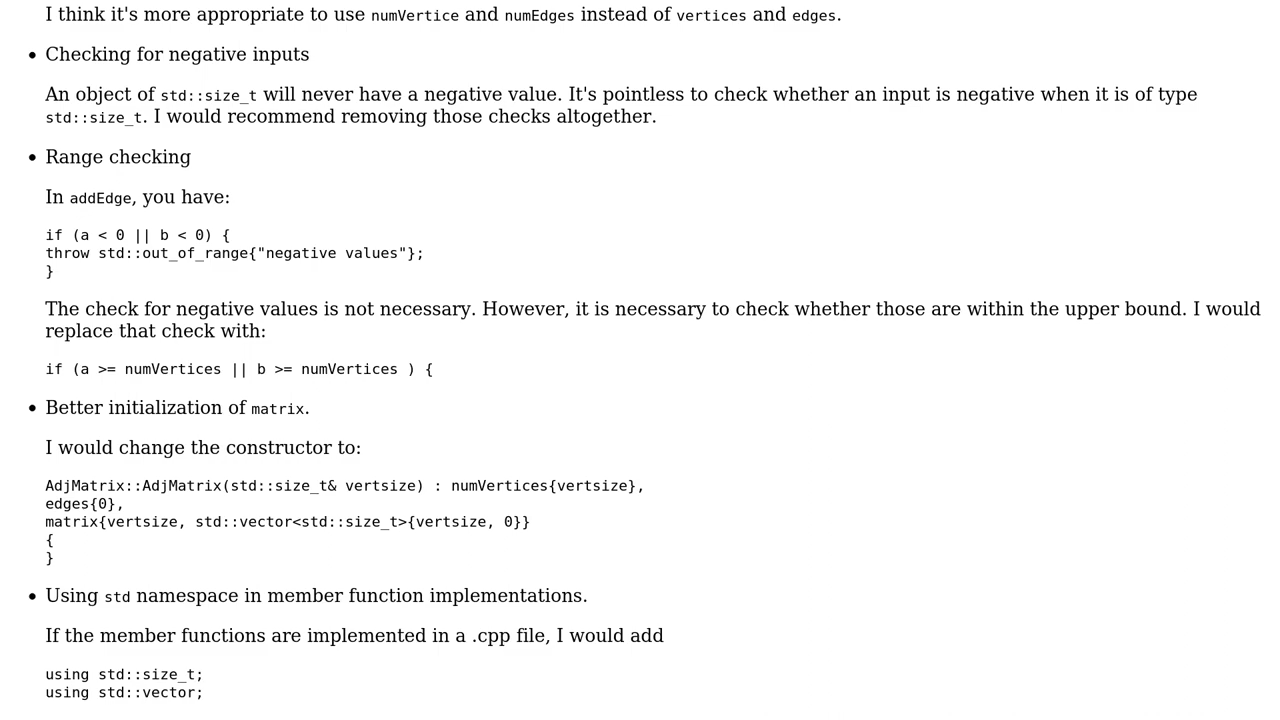 I think it's more appropriate to use numVertice and numEdges instead of vertices and edges.
• Checking for negative inputs
An object of std::size_t will never have a negative value. It's pointless to check whether an input is negative when it is of type
std::size_t. I would recommend removing those checks altogether.
• Range checking
In addEdge, you have:
if (a < 0 || b < 0) {
throw std::out_of_range{"negative values"};
}
The check for negative values is not necessary. However, it is necessary to check whether those are within the upper bound. I would
replace that check with:
if (a >= numVertices || b >= numVertices ) {
• Better initialization of matrix.
I would change the constructor to:
AdjMatrix::AdjMatrix(std::size_t& vertsize) : numVertices{vertsize},
edges{0},
matrix{vertsize, std::vector<std::size_t>{vertsize, 0}}
{
}
• Using std namespace in member function implementations.
If the member functions are implemented in a .cpp file, I would add
using std::size_t;
using std::vector;